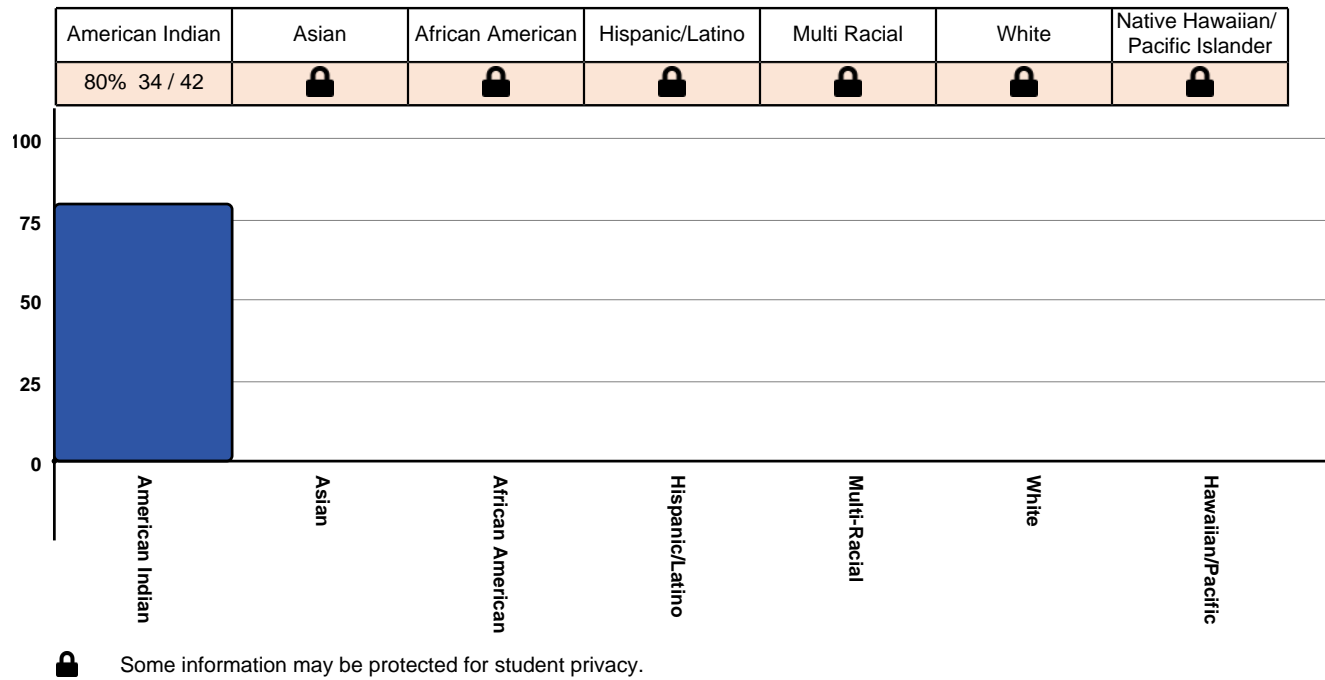 American Indian Asian African American Hispanic/Latino Multi Racial White Native Hawaiian/
Pacific Islander
80% 34 / 42
100
75
50
25
0
American Indian
Asian
African American
Hispanic/Latino
Multi-Racial
White
Hawaiian/Pacific
Some information may be protected for student privacy.